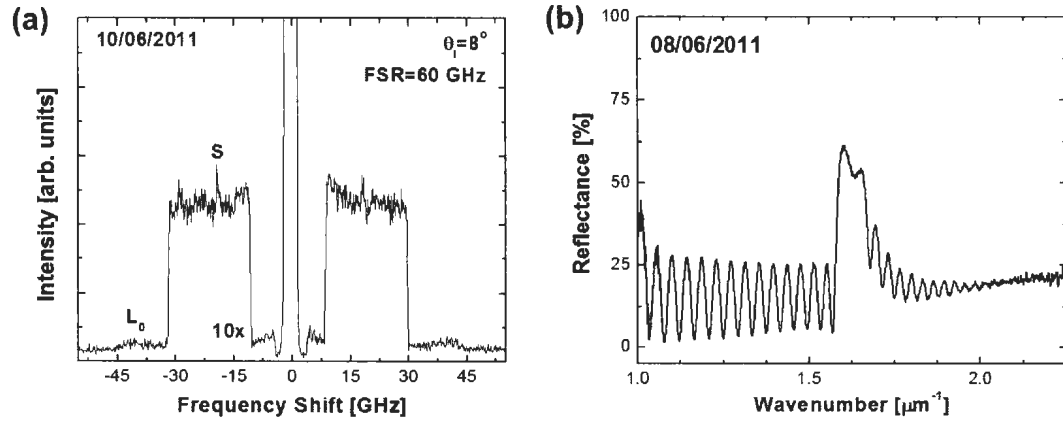 (a)
10/06/2011
θi=8°
FSR=60 GHz
S
L0
10x
Intensity [arb. units]
-45 -30 -15 0 15 30 45
Frequency Shift [GHz]
(b)
08/06/2011
100
75
50
25
0
Reflectance [%]
1.0 1.5 2.0
Wavenumber [μm⁻¹]